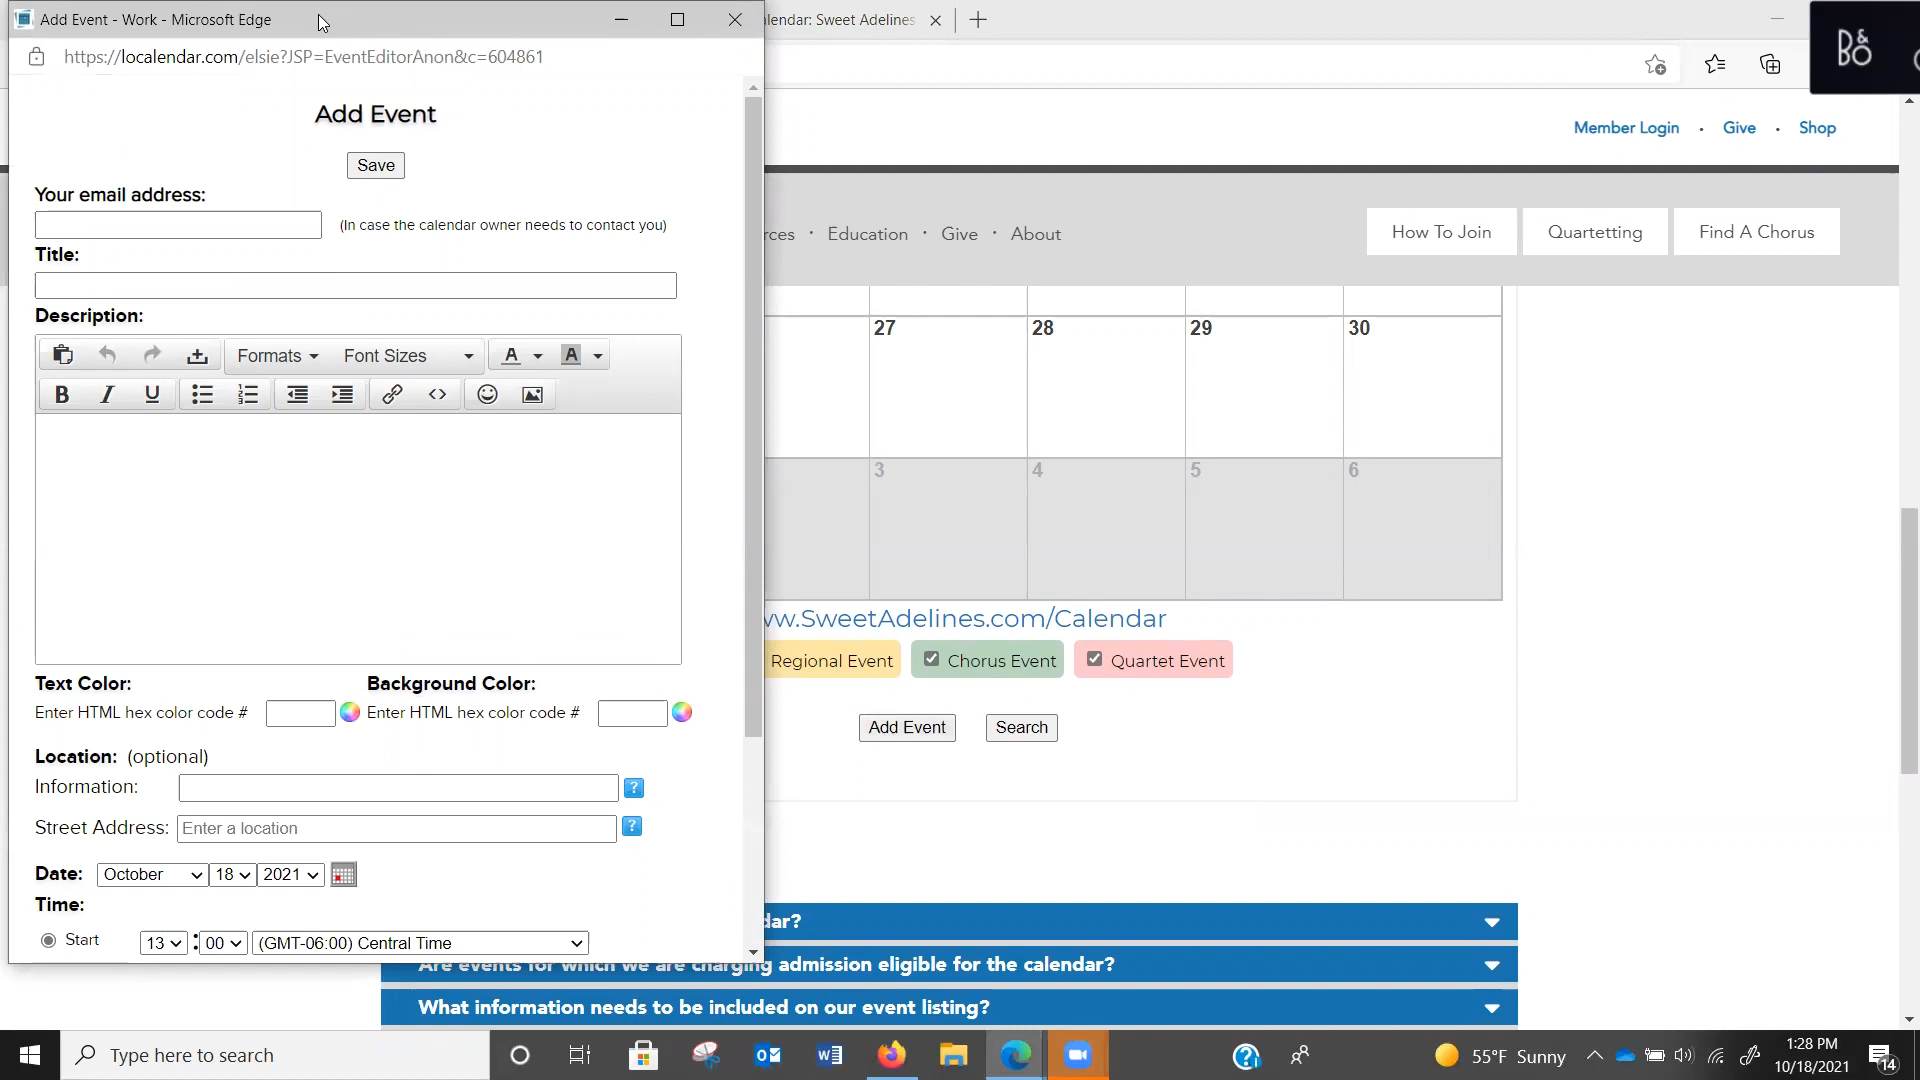 Add Event - Work - Microsoft Edge
https://localendar.com/elsie?JSP=EventEditorAnon&c=604861
Add Event
Save
Your email address:
(In case the calendar owner needs to contact you)
Title:
Description:
Formats
Font Sizes
A
A
B I U
Text Color:
Background Color:
Enter HTML hex color code #
Enter HTML hex color code #
Location: (optional)
Information:
?
Street Address:
Enter a location
?
Date:
October
18
2021
Time:
Start
13 : 00
(GMT-06:00) Central Time
Calendar: Sweet Adelines
B&O
Member Login · Give · Shop
· Education · Give · About
How To Join
Quartetting
Find A Chorus
27
28
29
30
3
4
5
6
www.SweetAdelines.com/Calendar
Regional Event
Chorus Event
Quartet Event
Add Event
Search
Are events for which we are charging admission eligible for the calendar?
What information needs to be included on our event listing?
Type here to search
55°F Sunny
1:28 PM
10/18/2021
14